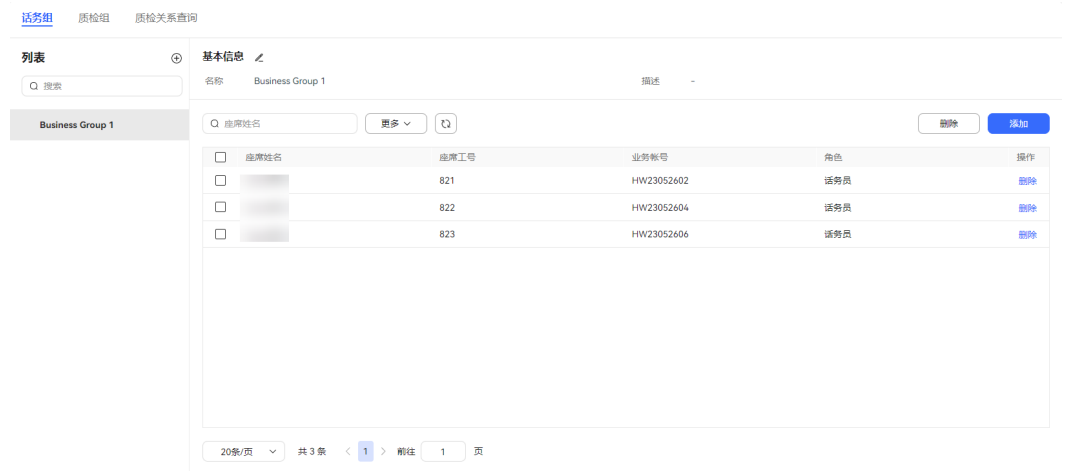 话务组 质检组 质检关系查询
列表
搜索
Business Group 1
基本信息
名称 Business Group 1 描述 -
座席姓名 更多 删除 添加
座席姓名 座席工号 业务帐号 角色 操作
821 HW23052602 话务员 删除
822 HW23052604 话务员 删除
823 HW23052606 话务员 删除
20条/页 共 3 条 1 前往 1 页